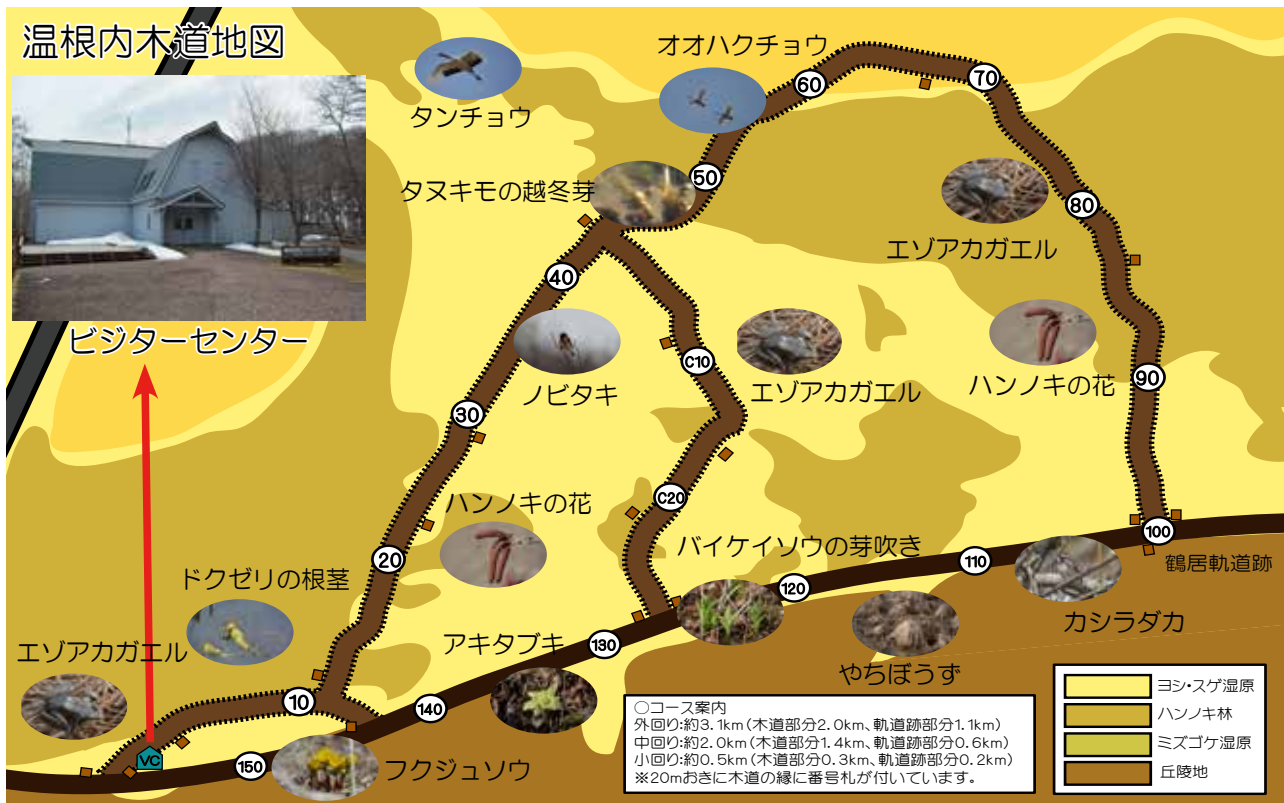 温根内木道地図
タンチョウ
オオハクチョウ
60
70
タヌキモの越冬芽
50
80
エゾアカガエル
40
ビジターセンター
ノビタキ
C10
エゾアカガエル
ハンノキの花
90
30
ハンノキの花
C20
20
バイケイソウの芽吹き
100
鶴居軌道跡
110
120
ドクゼリの根茎
カシラダカ
アキタブキ
130
エゾアカガエル
やちぼうず
10
140
VC
150
フクジュソウ
○コース案内
外回り:約3.1km(木道部分2.0km、軌道跡部分1.1km)
中回り:約2.0km(木道部分1.4km、軌道跡部分0.6km)
小回り:約0.5km(木道部分0.3km、軌道跡部分0.2km)
※20mおきに木道の縁に番号札が付いています。
ヨシ・スゲ湿原
ハンノキ林
ミズゴケ湿原
丘陵地